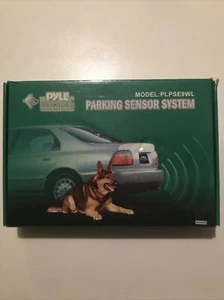 MODEL:PLPSE9WL
PYLE
PARKING SENSOR SYSTEM